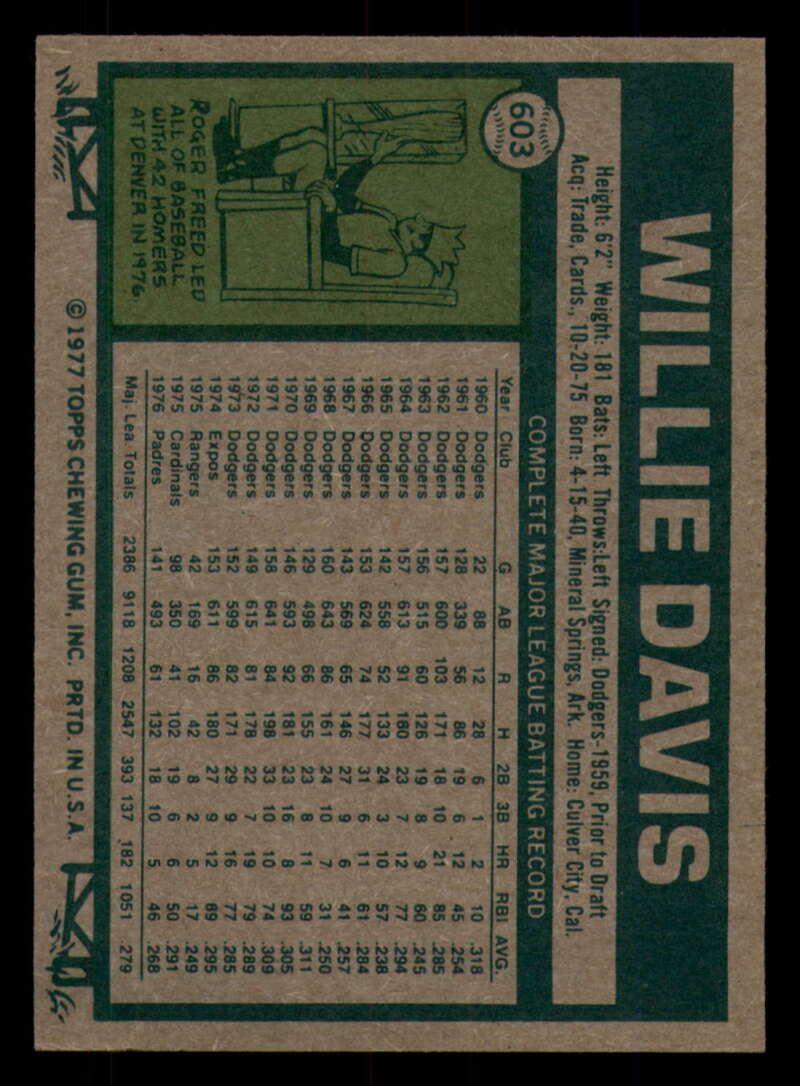 WILLIE DAVIS
603
Height: 6'2" Weight: 181 Bats: Left Throws: Left Signed: Dodgers-1959, Prior to Draft
Acq: Trade, Cards., 10-20-75 Born: 4-15-40, Mineral Springs, Ark. Home: Culver City, Cal.
ROGER FREED LED
ALL OF BASEBALL
WITH 42 HOMERS
AT DENVER IN 1976
COMPLETE MAJOR LEAGUE BATTING RECORD
Year Club G AB R H 2B 3B HR RBI AVG.
1960 Dodgers 22 88 12 28 6 1 2 10 .318
1961 Dodgers 128 339 56 86 19 6 12 45 .254
1962 Dodgers 157 600 103 171 18 10 21 85 .285
1963 Dodgers 156 515 60 126 19 8 9 60 .245
1964 Dodgers 157 613 91 180 23 7 12 77 .294
1965 Dodgers 142 558 52 133 24 3 10 57 .238
1966 Dodgers 153 624 74 177 31 6 11 61 .284
1967 Dodgers 143 569 65 146 27 9 6 41 .257
1968 Dodgers 160 643 86 161 24 10 7 31 .250
1969 Dodgers 129 498 66 155 23 8 11 59 .311
1970 Dodgers 146 593 92 181 23 16 8 93 .305
1971 Dodgers 158 641 84 198 33 10 10 74 .309
1972 Dodgers 149 615 81 178 22 7 19 79 .289
1973 Dodgers 152 599 82 171 29 9 16 77 .285
1974 Expos 153 611 86 180 27 9 12 89 .295
1975 Rangers 42 169 16 42 8 2 5 17 .249
1975 Cardinals 98 350 41 102 19 6 6 50 .291
1976 Padres 141 493 61 132 18 10 5 46 .268
Maj. Lea. Totals 2386 9118 1208 2547 393 137 182 1051 .279
© 1977 TOPPS CHEWING GUM, INC. PRTD. IN U.S.A.